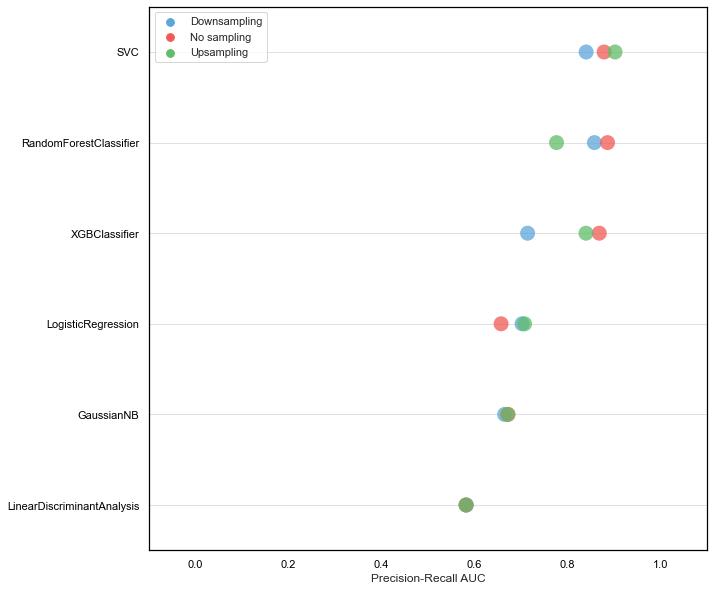 Downsampling
No sampling
Upsampling
SVC
RandomForestClassifier
XGBClassifier
LogisticRegression
GaussianNB
LinearDiscriminantAnalysis
0.0 0.2 0.4 0.6 0.8 1.0
Precision-Recall AUC